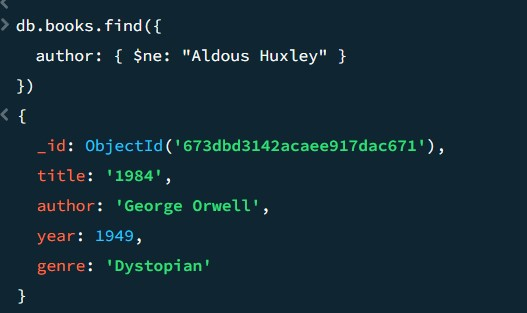 db.books.find({
author: { $ne: "Aldous Huxley" }
})
{
_id: ObjectId('673dbd3142acaee917dac671'),
title: '1984',
author: 'George Orwell',
year: 1949,
genre: 'Dystopian'
}